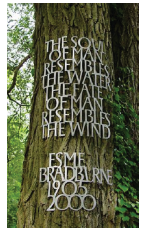 THE SOUL
OF MAN
RESEMBLES
THE WATER
THE FATE
OF MAN
RESEMBLES
THE WIND
ESME
BRADBURNE
1905
2000